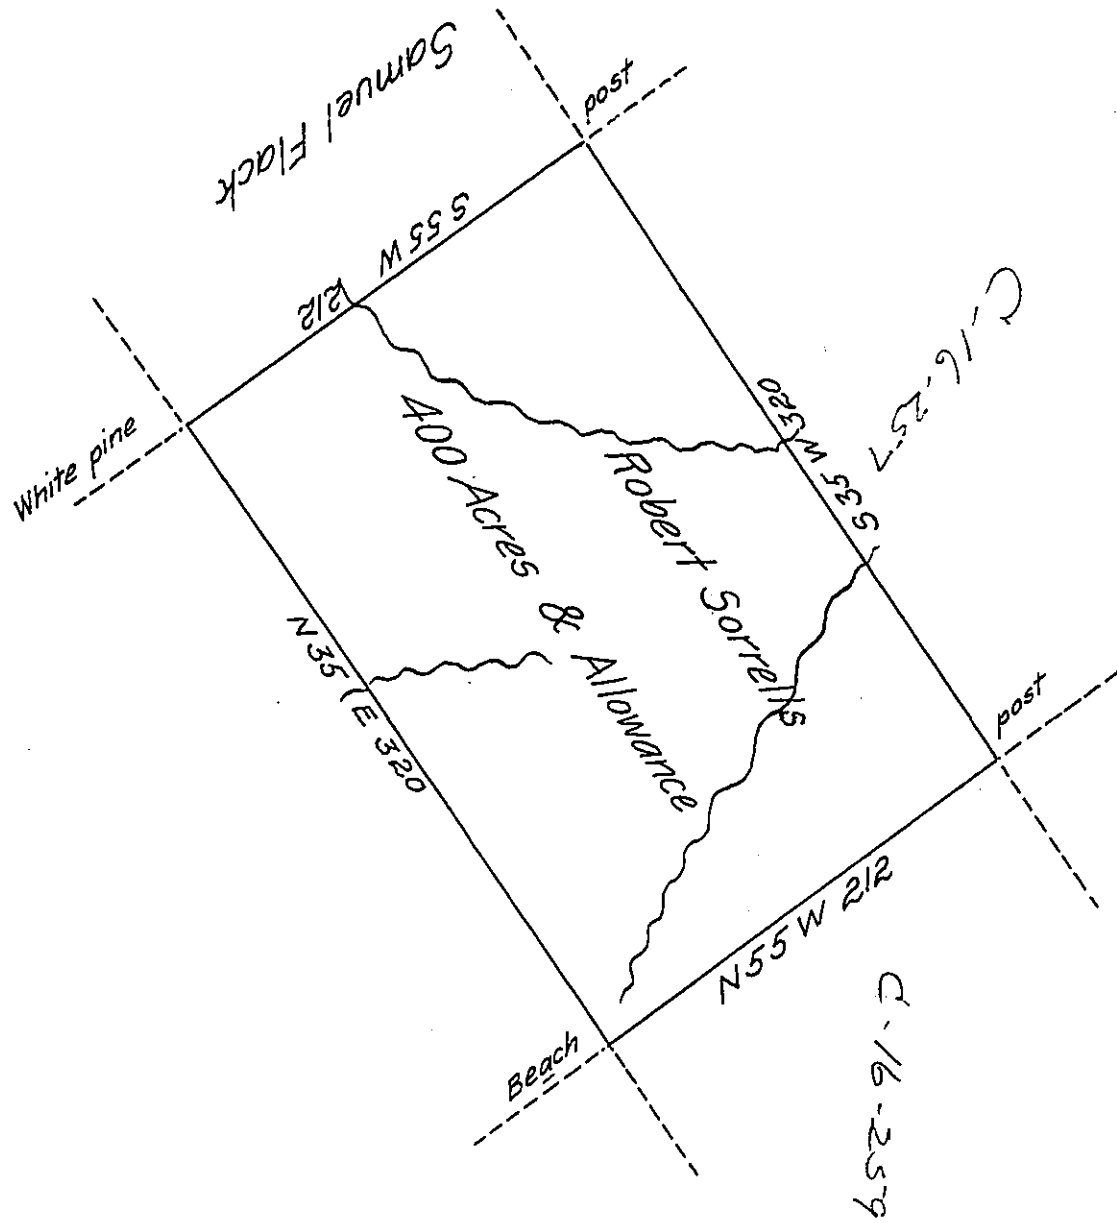 Samuel Flack
post
S 55 W
212
White pine
400 Acres & Allowance
Robert Sorrells
S 35 W 320
C-16-257
N 35 E 320
post
N 55 W 212
Beach
C-16-259